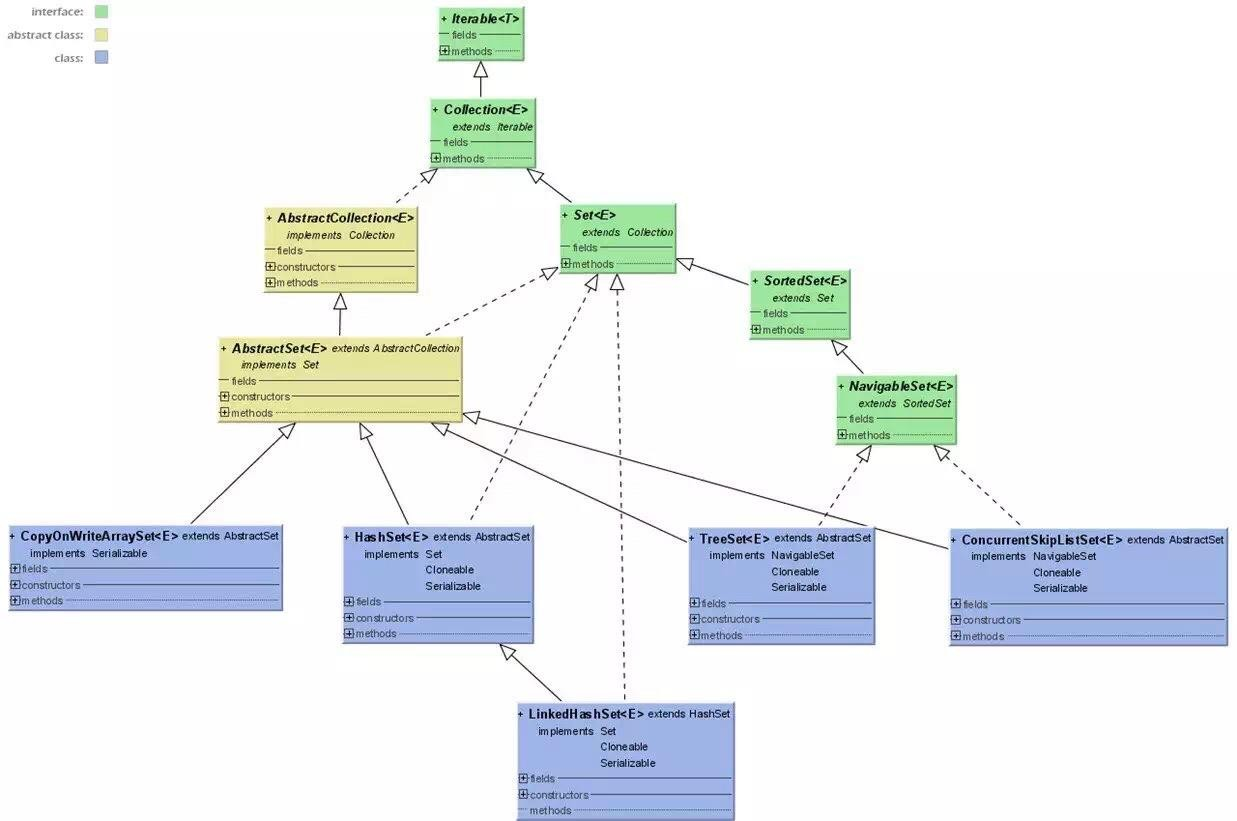 interface:
abstract class:
class:
+ Iterable<T>
fields
+ methods
+ Collection<E>
extends Iterable
fields
+ methods
+ AbstractCollection<E>
implements Collection
fields
+ constructors
+ methods
+ Set<E>
extends Collection
fields
+ methods
+ SortedSet<E>
extends Set
fields
+ methods
+ AbstractSet<E> extends AbstractCollection
implements Set
fields
+ constructors
+ methods
+ NavigableSet<E>
extends SortedSet
fields
+ methods
+ CopyOnWriteArraySet<E> extends AbstractSet
implements Serializable
+ fields
+ constructors
+ methods
+ HashSet<E> extends AbstractSet
implements Set
Cloneable
Serializable
+ fields
+ constructors
+ methods
+ TreeSet<E> extends AbstractSet
implements NavigableSet
Cloneable
Serializable
+ fields
+ constructors
+ methods
+ ConcurrentSkipListSet<E> extends AbstractSet
implements NavigableSet
Cloneable
Serializable
+ fields
+ constructors
+ methods
+ LinkedHashSet<E> extends HashSet
implements Set
Cloneable
Serializable
+ fields
+ constructors
methods